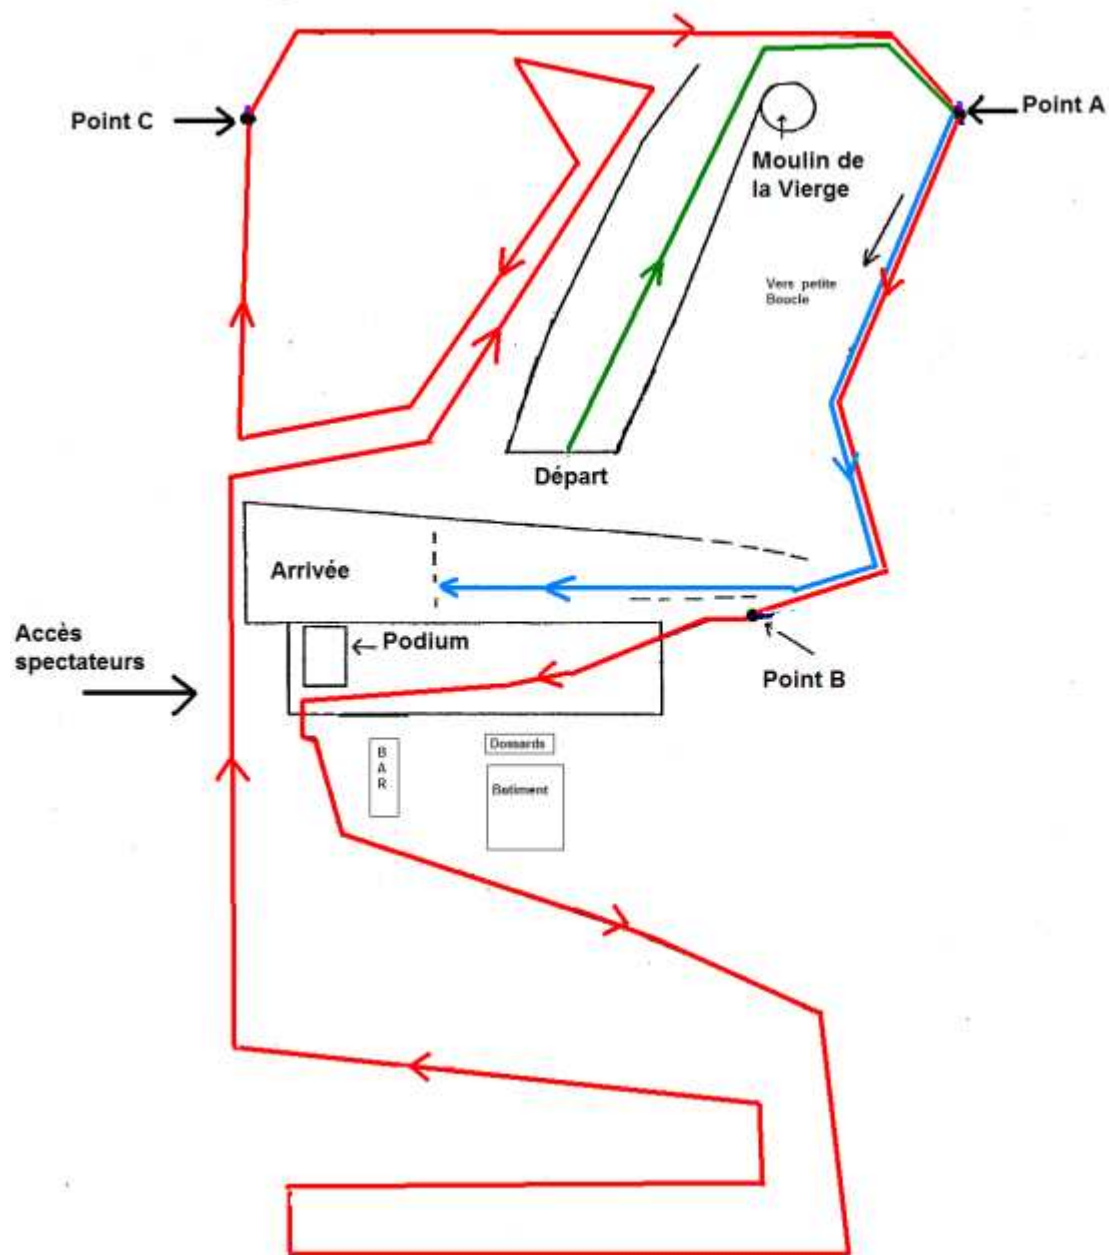 Point C
Point A
Moulin de
la Vierge
Vers petite
Boucle
Départ
Arrivée
Accès
spectateurs
Podium
Point B
B
A
R
Dossards
Batiment